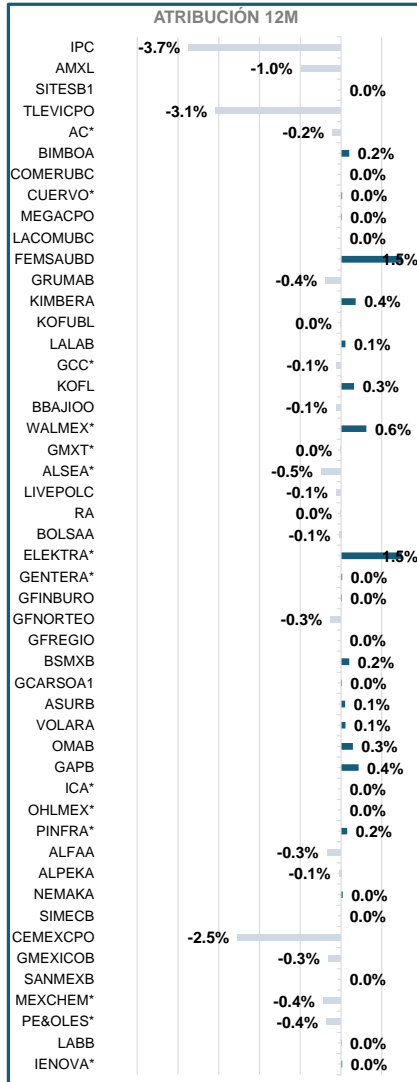 ATRIBUCIÓN 12M
IPC -3.7%
AMXL -1.0%
SITESB1 0.0%
TLEVICPO -3.1%
AC* -0.2%
BIMBOA 0.2%
COMERUBC 0.0%
CUERVO* 0.0%
MEGACPO 0.0%
LACOMUBC 0.0%
FEMSAUBD 1.5%
GRUMAB -0.4%
KIMBERA 0.4%
KOFUBL 0.0%
LALAB 0.1%
GCC* -0.1%
KOFL 0.3%
BBAJIOO -0.1%
WALMEX* 0.6%
GMXT* 0.0%
ALSEA* -0.5%
LIVEPOLC -0.1%
RA 0.0%
BOLSAA -0.1%
ELEKTRA* 1.5%
GENTERA* 0.0%
GFINBURO 0.0%
GFNORTEO -0.3%
GFREGIO 0.0%
BSMXB 0.2%
GCARSOA1 0.0%
ASURB 0.1%
VOLARA 0.1%
OMAB 0.3%
GAPB 0.4%
ICA* 0.0%
OHLMEX* 0.0%
PINFRA* 0.2%
ALFAA -0.3%
ALPEKA -0.1%
NEMAKA 0.0%
SIMECB 0.0%
CEMEXCPO -2.5%
GMEXICOB -0.3%
SANMEXB 0.0%
MEXCHEM* -0.4%
PE&OLES* -0.4%
LABB 0.0%
IENOVA* 0.0%